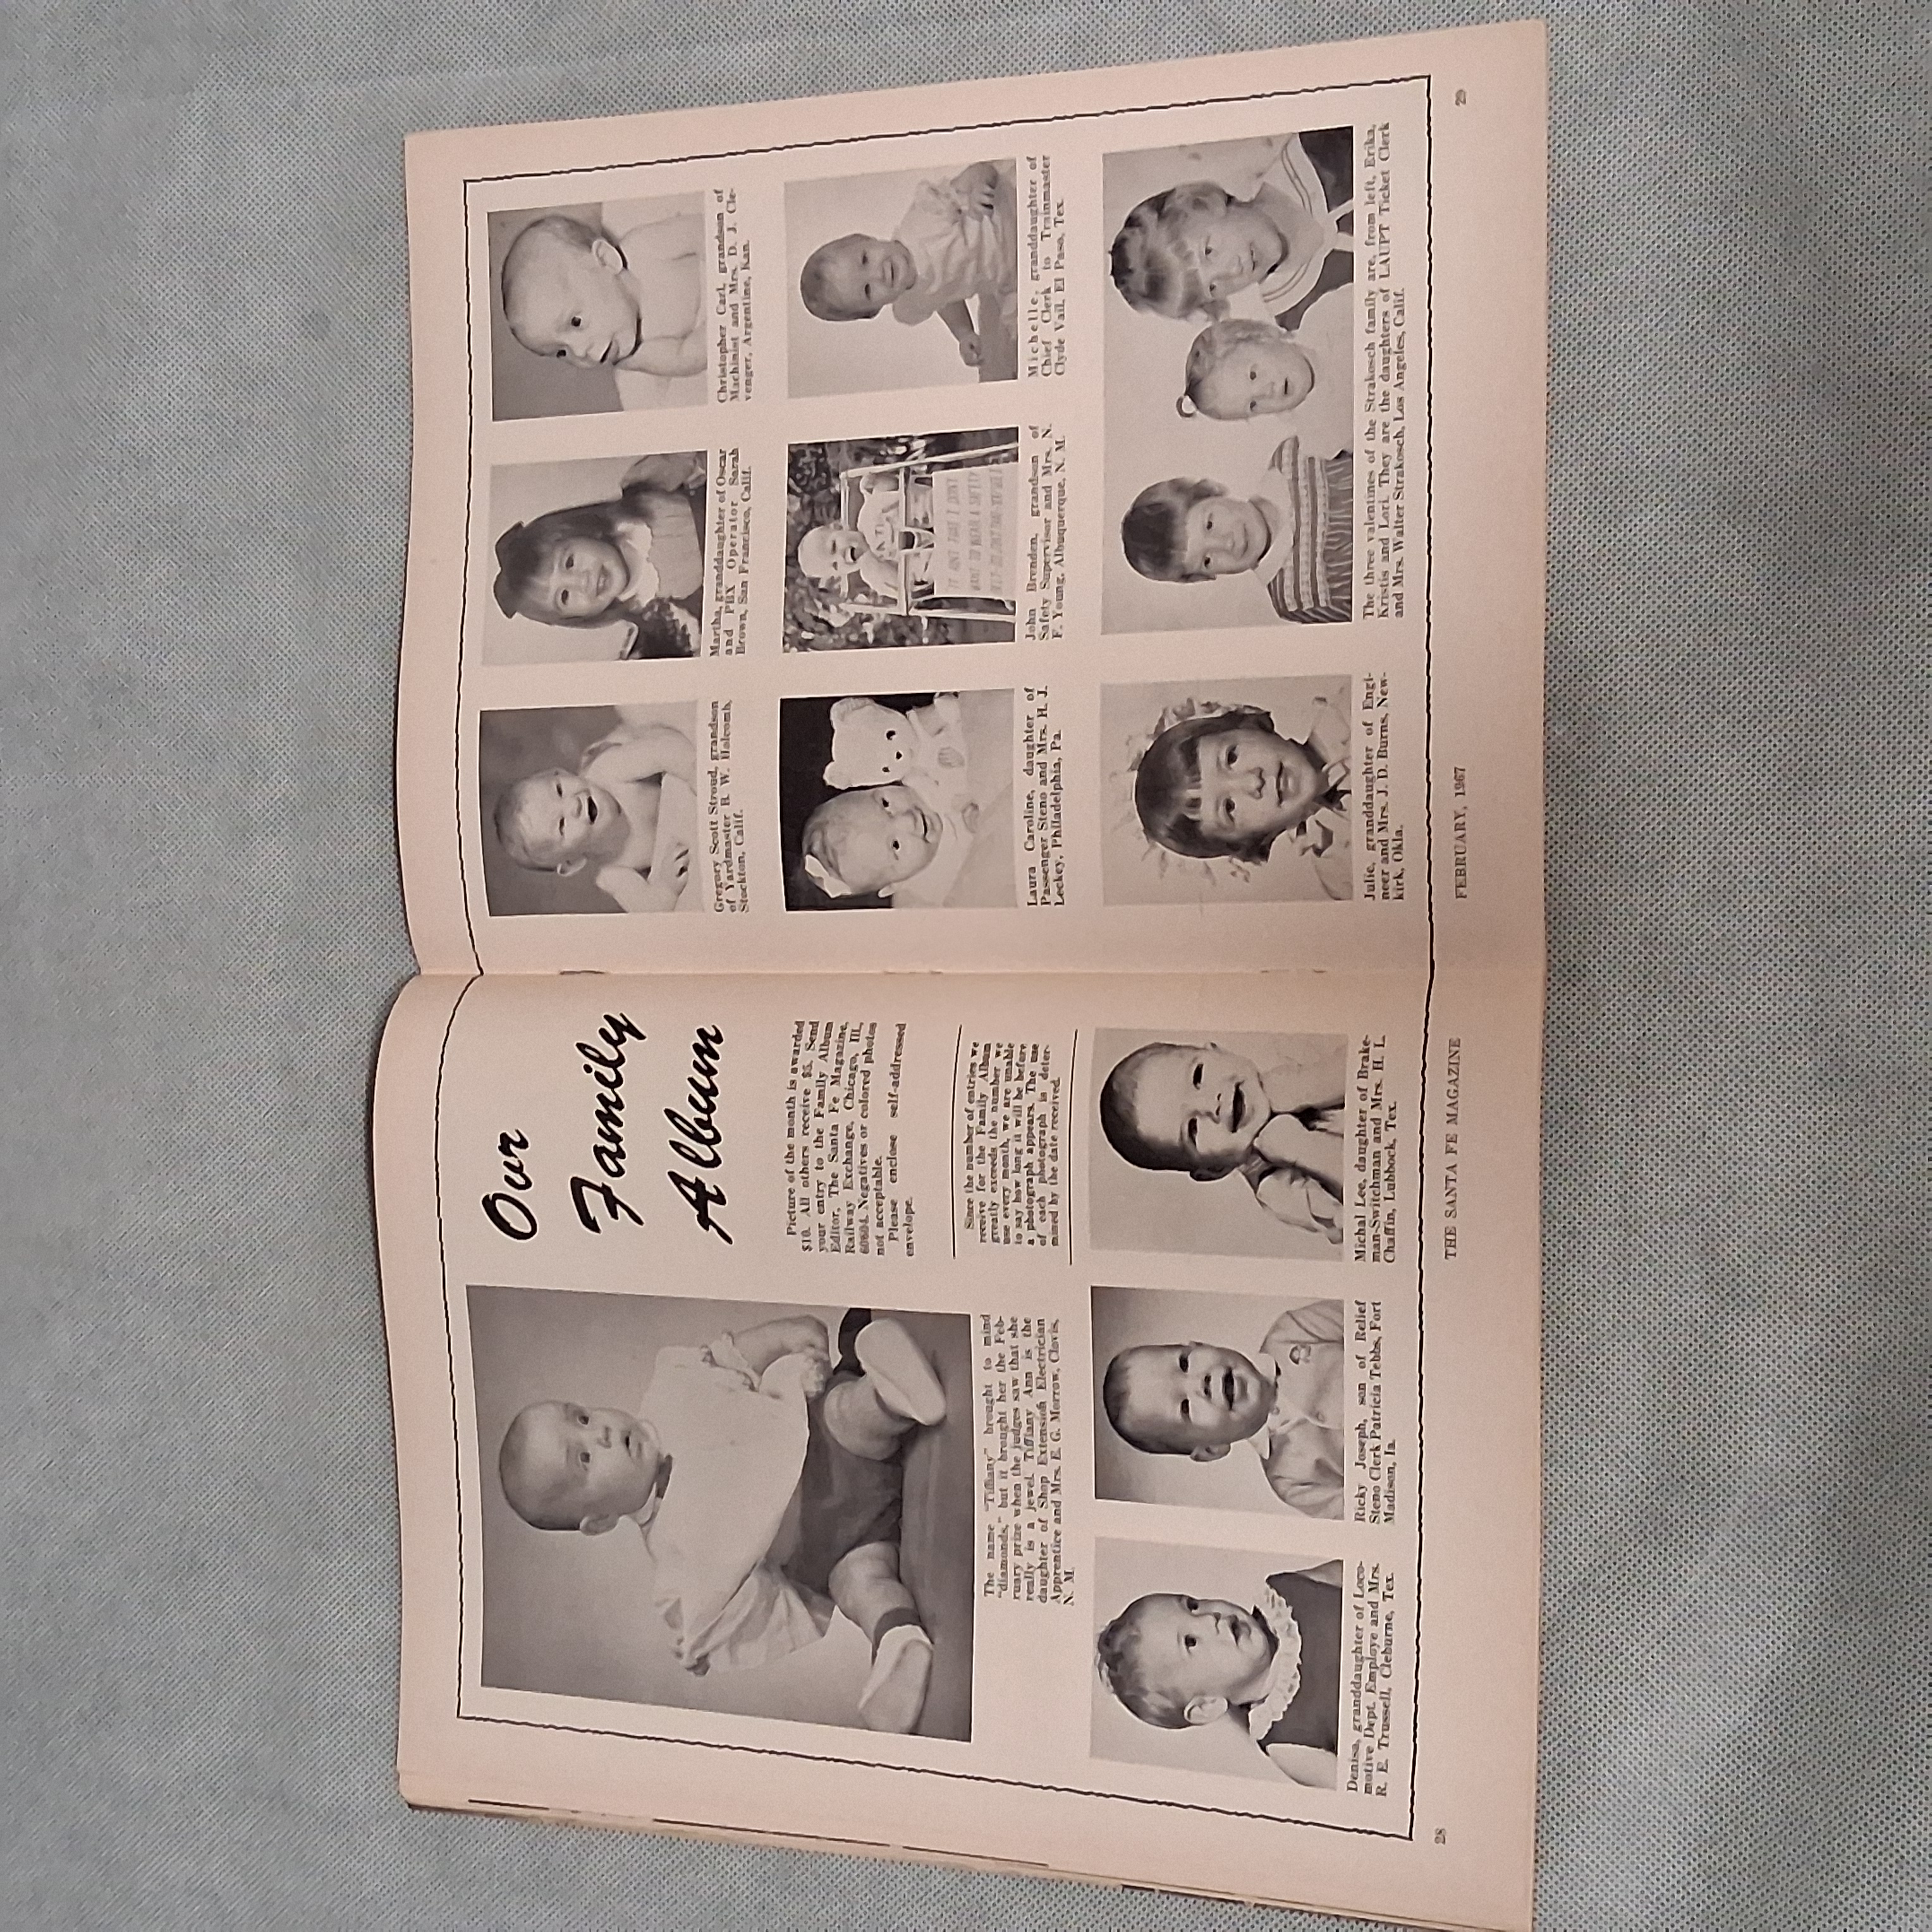 Our
Family
Album
Picture of the month is awarded
$10. All others receive $5. Send
your entry to the Family Album
Editor, The Santa Fe Magazine,
Railway Exchange, Chicago, Ill.
60604. Negatives or colored photos
not acceptable.
Please enclose self-addressed
envelope.
Since the number of entries we
receive for the Family Album
greatly exceeds the number we
use every month, we are unable
to say how long it will be before
a photograph appears. The use
of each photograph is deter-
mined by the date received.
The name "Tiffany" brought to mind
"diamonds," but it brought her the Feb-
ruary prize when the judges saw that she
really is a jewel. Tiffany Ann is the
daughter of Shop Extension Electrician
Apprentice and Mrs. E. G. Morrow, Clovis,
N. M.
Denisa, granddaughter of Loco-
motive Dept. Employe and Mrs.
R. E. Trussell, Cleburne, Tex.
Ricky Joseph, son of Relief
Steno Clerk Patricia Tebbs, Fort
Madison, Ia.
Michal Lee, daughter of Brake-
man-Switchman and Mrs. H. L.
Chaffin, Lubbock, Tex.
28
THE SANTA FE MAGAZINE
Gregory Scott Stroud, grandson
of Yardmaster R. W. Halcomb,
Stockton, Calif.
Martha, granddaughter of Oscar
and PBX Operator Sarah
Brown, San Francisco, Calif.
Christopher Carl, grandson of
Machinist and Mrs. D. J. Cle-
venger, Argentine, Kan.
Laura Caroline, daughter of
Passenger Steno and Mrs. H. J.
Leckey, Philadelphia, Pa.
IT AINT THAT I DON'T
WANT TO WEAR A SAFETY
John Brenden, grandson of
Safety Supervisor and Mrs. N.
F. Young, Albuquerque, N. M.
Michelle, granddaughter of
Chief Clerk to Trainmaster
Clyde Vail, El Paso, Tex.
Julie, granddaughter of Engi-
neer and Mrs. J. D. Burns, New-
kirk, Okla.
The three valentines of the Strakosch family are, from left, Erika,
Kristis and Lori. They are the daughters of LAUPT Ticket Clerk
and Mrs. Walter Strakosch, Los Angeles, Calif.
FEBRUARY, 1967
29